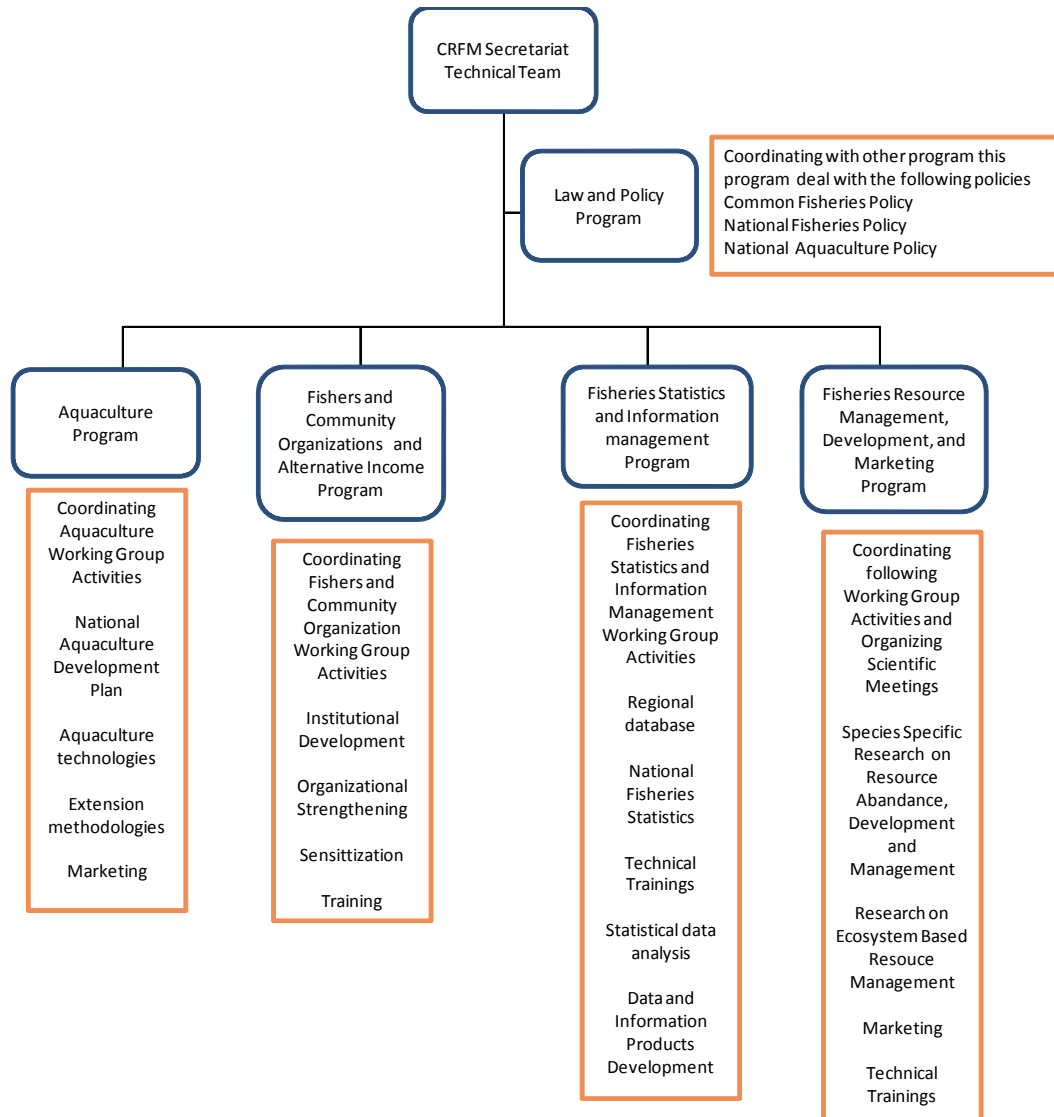 CRFM Secretariat
Technical Team
Law and Policy
Program
Coordinating with other program this
program deal with the following policies
Common Fisheries Policy
National Fisheries Policy
National Aquaculture Policy
Aquaculture
Program
Coordinating
Aquaculture
Working Group
Activities
National
Aquaculture
Development
Plan
Aquaculture
technologies
Extension
methodologies
Marketing
Fishers and
Community
Organizations and
Alternative Income
Program
Coordinating
Fishers and
Community
Organization
Working Group
Activities
Institutional
Development
Organizational
Strengthening
Sensittization
Training
Fisheries Statistics
and Information
management
Program
Coordinating
Fisheries
Statistics and
Information
Management
Working Group
Activities
Regional
database
National
Fisheries
Statistics
Technical
Trainings
Statistical data
analysis
Data and
Information
Products
Development
Fisheries Resource
Management,
Development, and
Marketing
Program
Coordinating
following
Working Group
Activities and
Organizing
Scientific
Meetings
Species Specific
Research on
Resource
Abandance,
Development
and
Management
Research on
Ecosystem Based
Resouce
Management
Marketing
Technical
Trainings